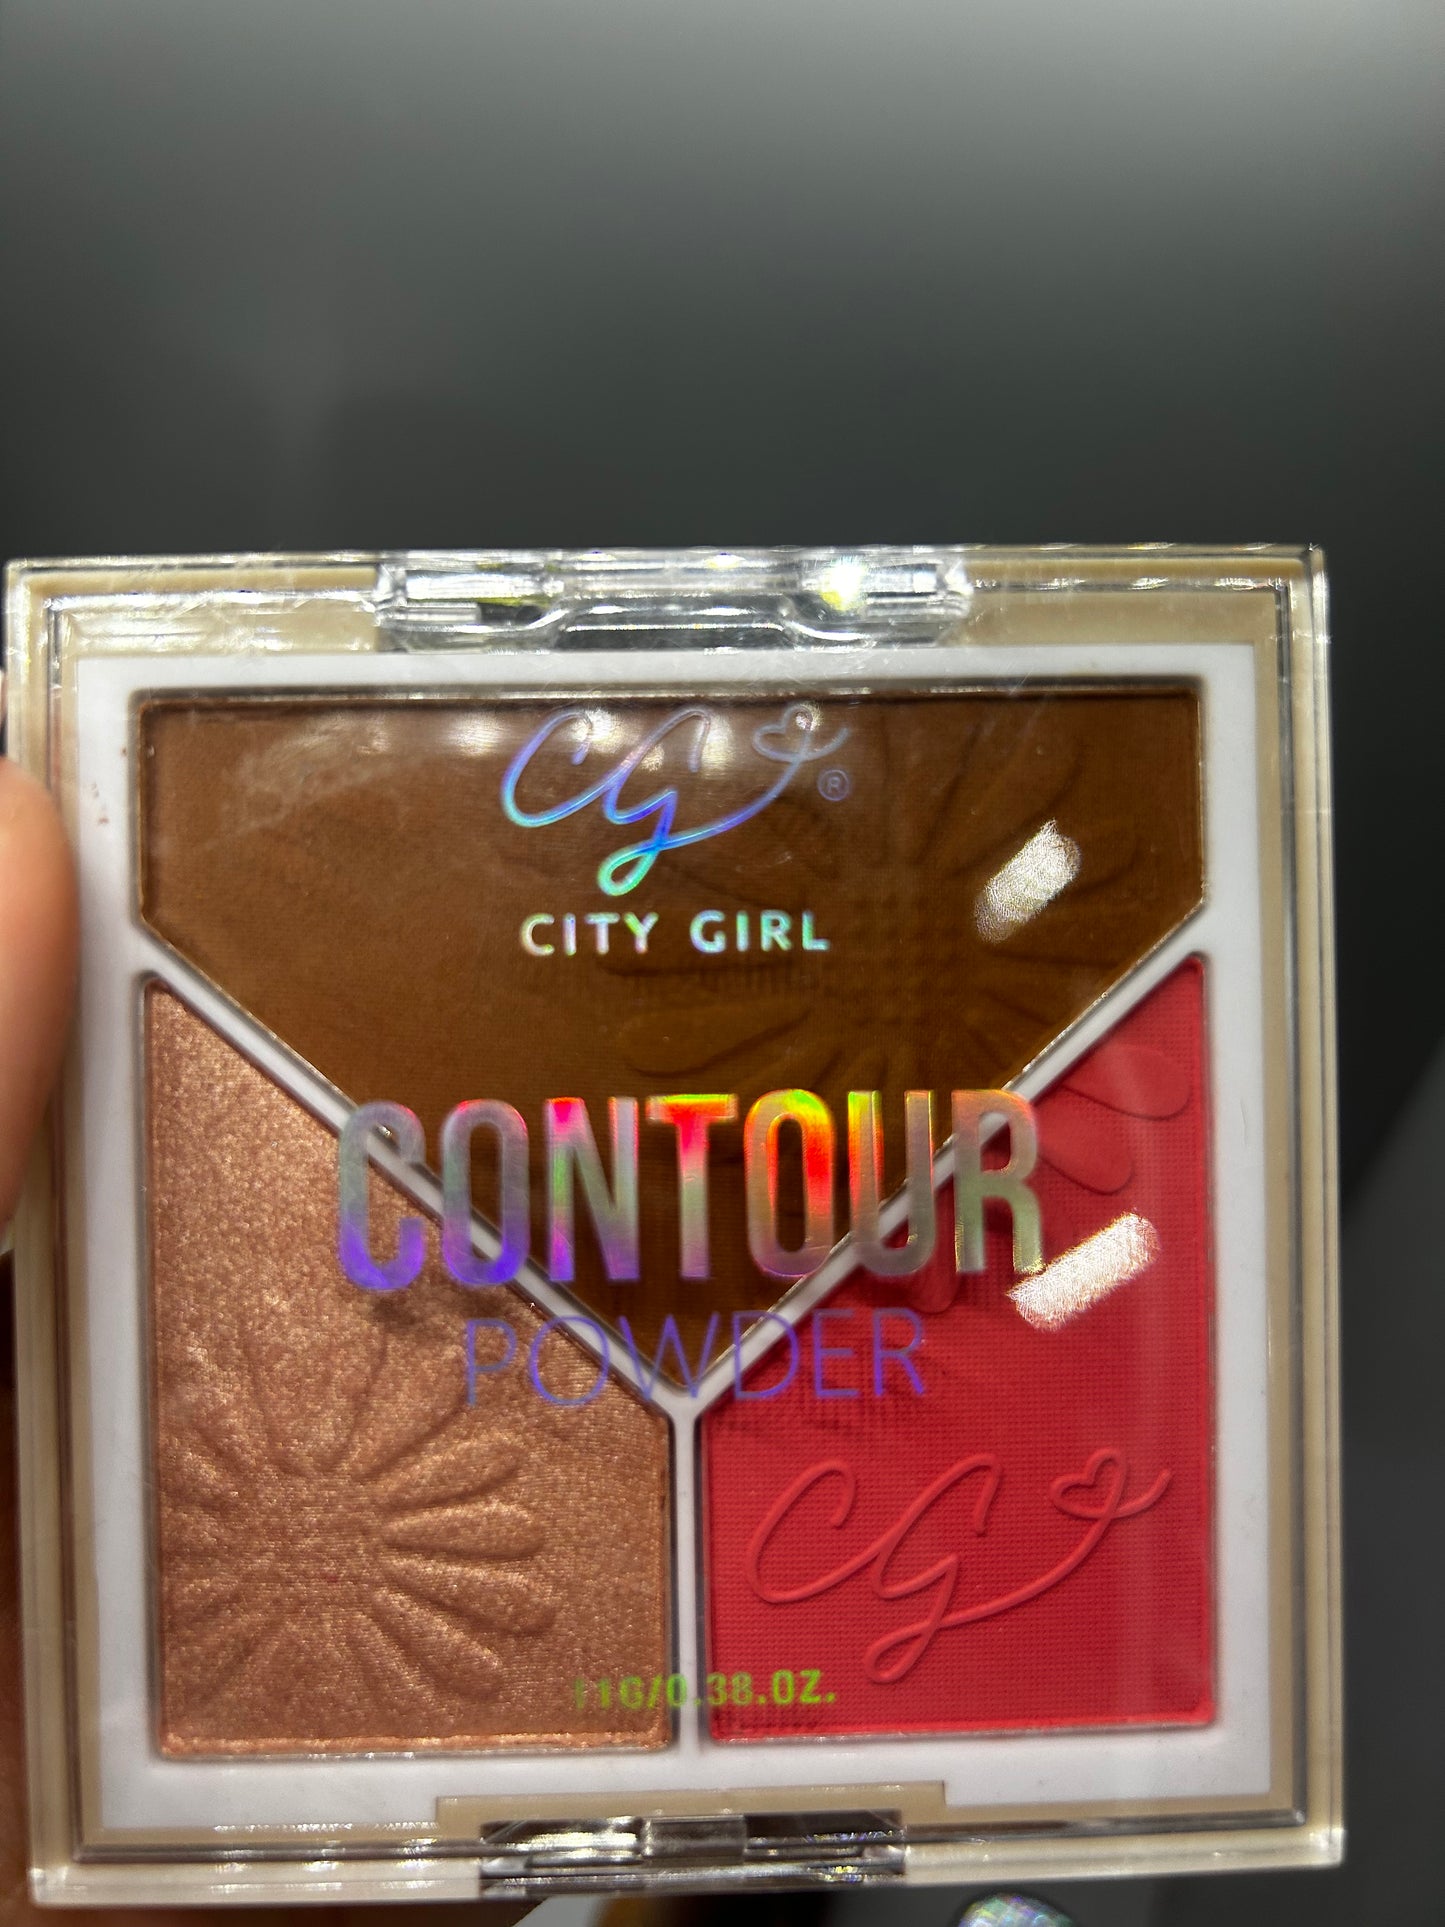 CG
®
CITY GIRL
CONTOUR
POWDER
CG
11G/0.38.OZ.